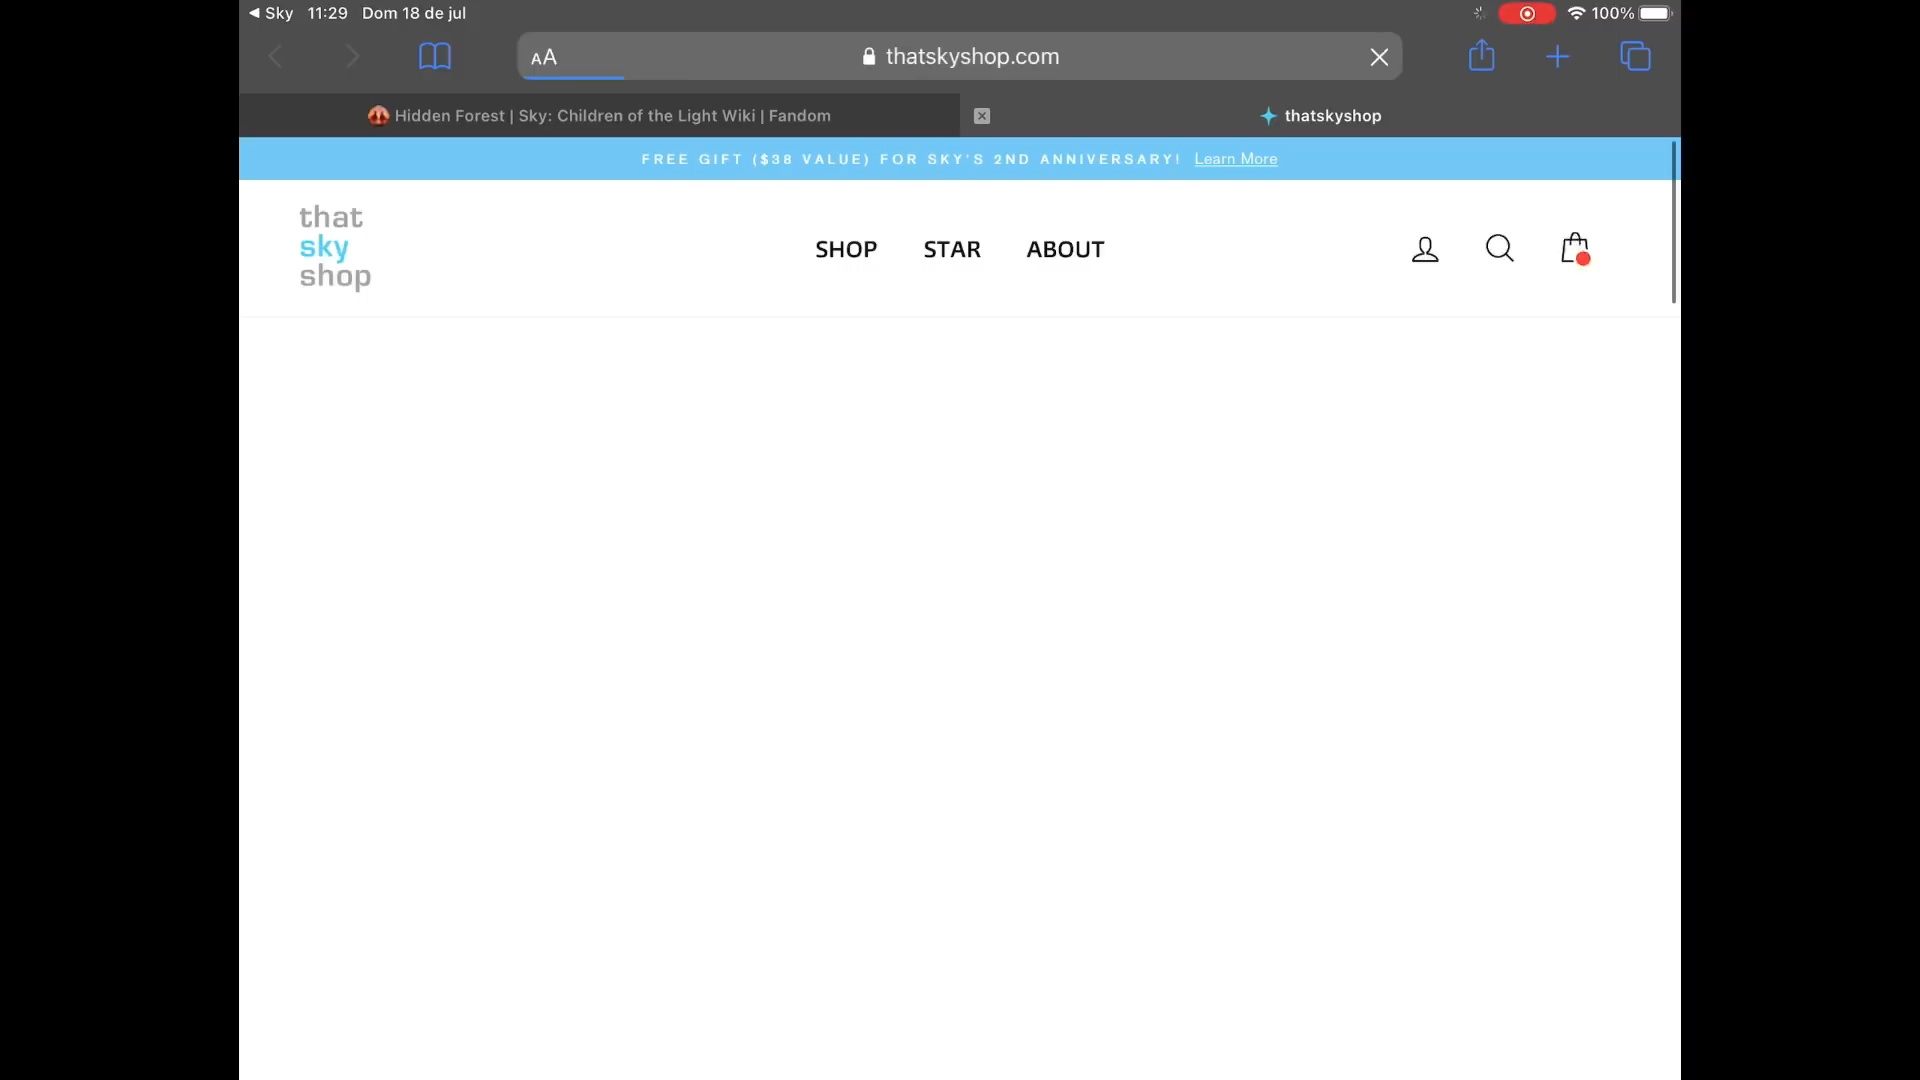 ◀ Sky 11:29 Dom 18 de jul 100%
AA thatskyshop.com
Hidden Forest | Sky: Children of the Light Wiki | Fandom thatskyshop
FREE GIFT ($38 VALUE) FOR SKY'S 2ND ANNIVERSARY! Learn More
that
sky
shop
SHOP STAR ABOUT